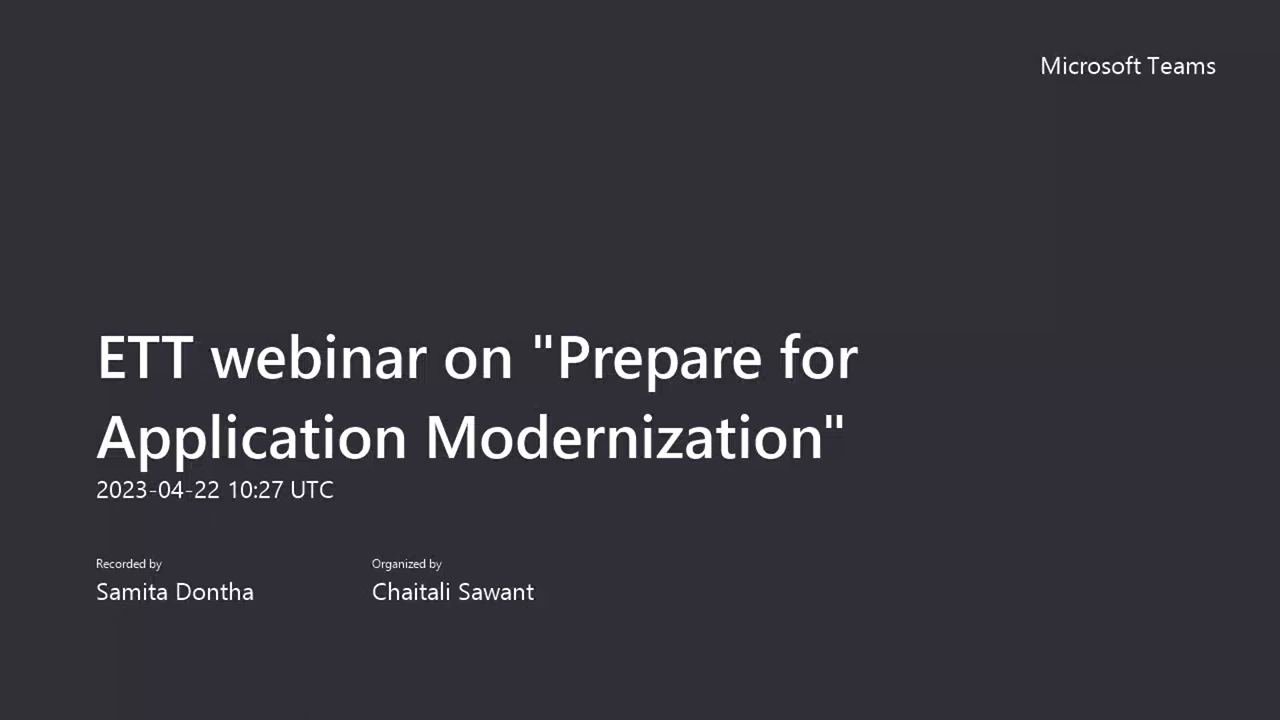 Microsoft Teams
ETT webinar on "Prepare for
Application Modernization"
2023-04-22 10:27 UTC
Recorded by
Samita Dontha
Organized by
Chaitali Sawant